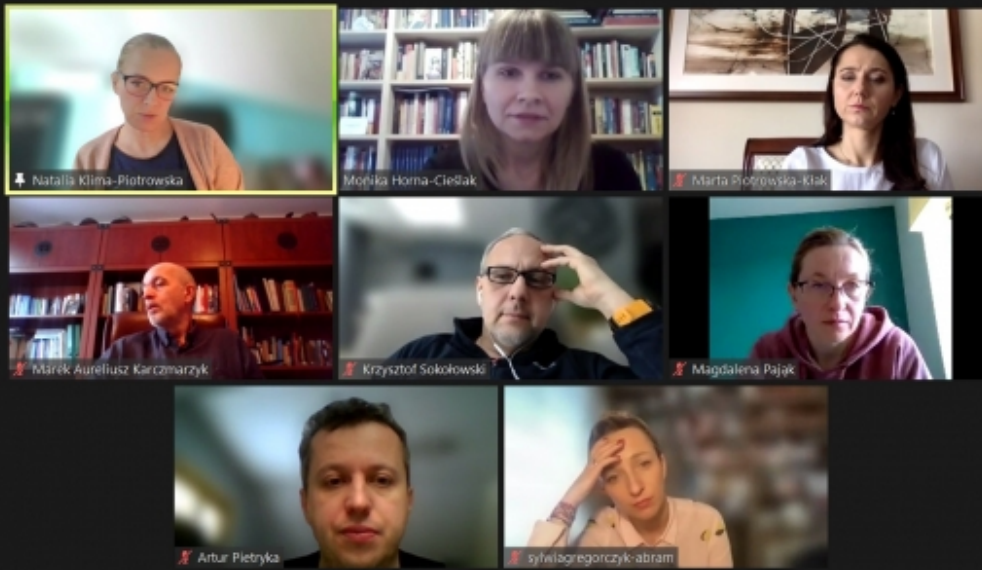 Natalia Klima-Piotrowska
Monika Horna-Cieślak
Marta Piotrowska-Kłak
Marek Aureliusz Karczmarzyk
Krzysztof Sokołowski
Magdalena Pająk
Artur Pietryka
sylwiagregorczyk-abram